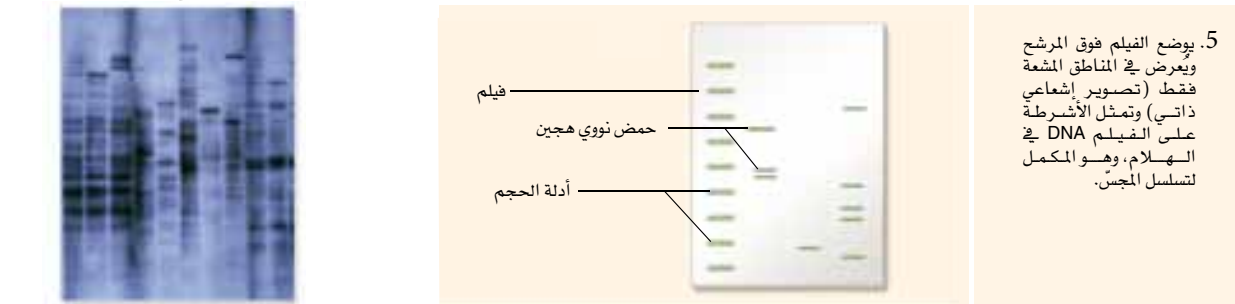 5. يوضع الفيلم فوق المرشح
ويُعرض في المناطق المشعة
فقط (تصوير إشعاعي
ذاتي) وتمثل الأشرطة
على الفيلم DNA في
الهلام، وهو المكمل
لتسلسل المجسّ.
فيلم
حمض نووي هجين
أدلة الحجم